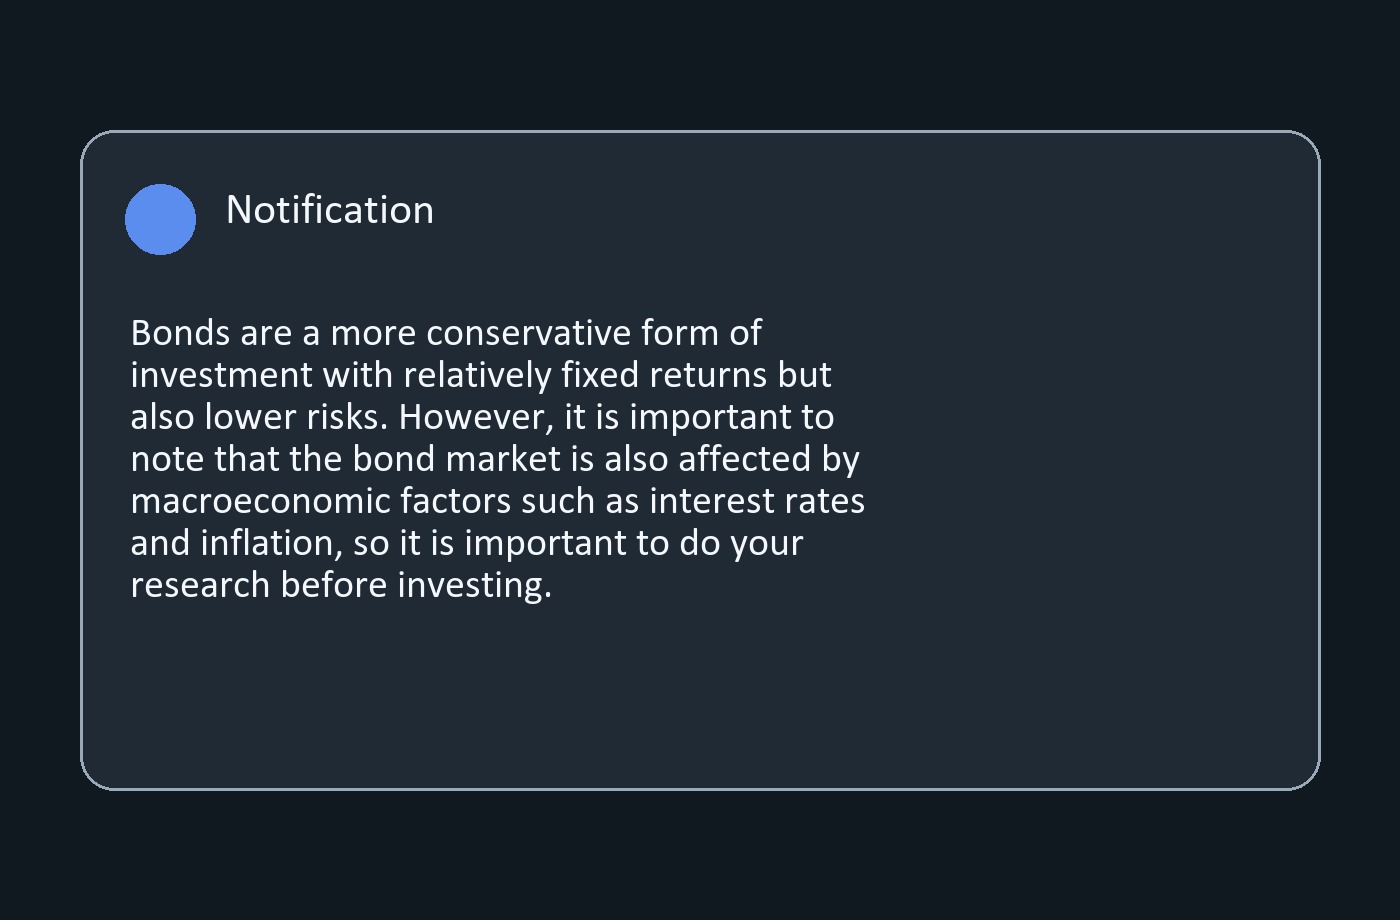 Notification
Bonds are a more conservative form of
investment with relatively fixed returns but
also lower risks. However, it is important to
note that the bond market is also affected by
macroeconomic factors such as interest rates
and inflation, so it is important to do your
research before investing.